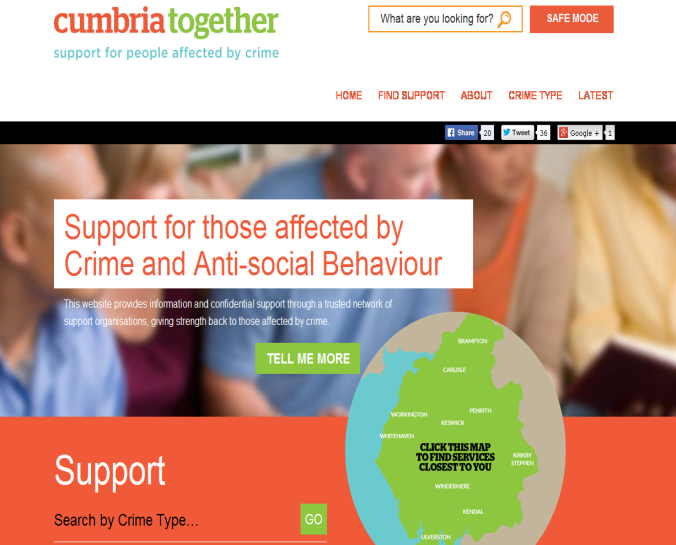 cumbriatogether
support for people affected by crime
What are you looking for?
SAFE MODE
HOME FIND SUPPORT ABOUT CRIME TYPE LATEST
Share 20 Tweet 36 Google + 1
Support for those affected by
Crime and Anti-social Behaviour
This website provides information and confidential support through a trusted network of
support organisations, giving strength back to those affected by crime.
TELL ME MORE
BRAMPTON
CARLISLE
WORKINGTON
PENRITH
KESWICK
WHITEHAVEN
CLICK THIS MAP
TO FIND SERVICES
CLOSEST TO YOU
KIRKBY
STEPHEN
WINDERMERE
KENDAL
ULVERSTON
Support
Search by Crime Type...
GO